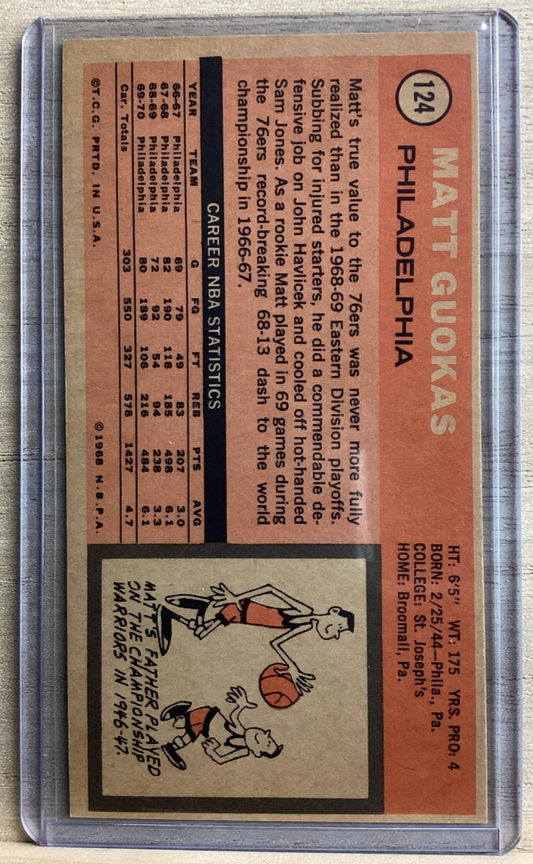 124
MATT GUOKAS
PHILADELPHIA
HT: 6'5" WT: 175 YRS. PRO: 4
BORN: 2/25/44—Phila., Pa.
COLLEGE: St. Joseph's
HOME: Broomall, Pa.
Matt's true value to the 76ers was never more fully
realized than in the 1968-69 Eastern Division playoffs.
Subbing for injured starters, he did a commendable de-
fensive job on John Havlicek and cooled off hot-handed
Sam Jones. As a rookie Matt played in 69 games during
the 76ers record-breaking 68-13 dash to the world
championship in 1966-67.
CAREER NBA STATISTICS
YEAR TEAM G FG FT REB PTS AVG
66-67 Philadelphia 69 79 49 83 207 3.0
67-68 Philadelphia 82 190 118 185 498 6.1
68-69 Philadelphia 72 92 54 94 238 3.3
69-70 Philadelphia 80 189 106 216 484 6.1
Car. Totals 303 550 327 578 1427 4.7
©T.C.G. PRTD. IN U.S.A. ©1968 N.B.P.A.
MATT'S FATHER PLAYED
ON THE CHAMPIONSHIP
WARRIORS IN 1946-47.